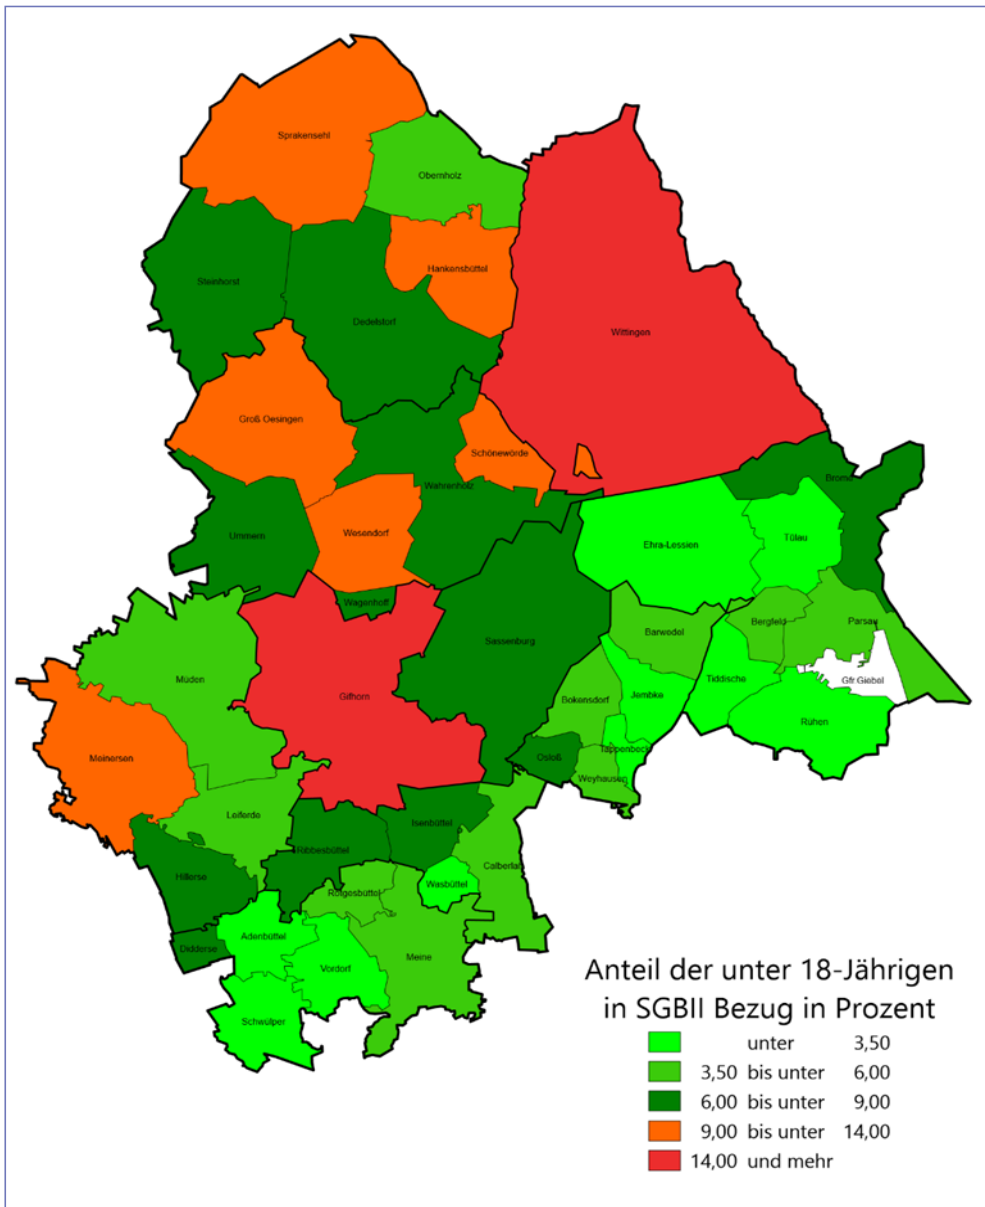 Sprakensehl
Obernholz
Hankensbüttel
Steinhorst
Dedelstorf
Wittingen
Groß Oesingen
Schönewörde
Wahrenholz
Brome
Ummern
Wesendorf
Ehra-Lessien
Tülau
Wagenhoff
Sassenburg
Barwedel
Bergfeld
Parsau
Müden
Gifhorn
Bokensdorf
Jembke
Tiddische
Gfr Giebel
Rühen
Meinersen
Osloß
Tappenbeck
Weyhausen
Leiferde
Isenbüttel
Ribbesbüttel
Calberlah
Hillerse
Rötgesbüttel
Wasbüttel
Adenbüttel
Didderse
Vordorf
Meine
Schwülper
Anteil der unter 18-Jährigen
in SGBII Bezug in Prozent
unter 3,50
3,50 bis unter 6,00
6,00 bis unter 9,00
9,00 bis unter 14,00
14,00 und mehr